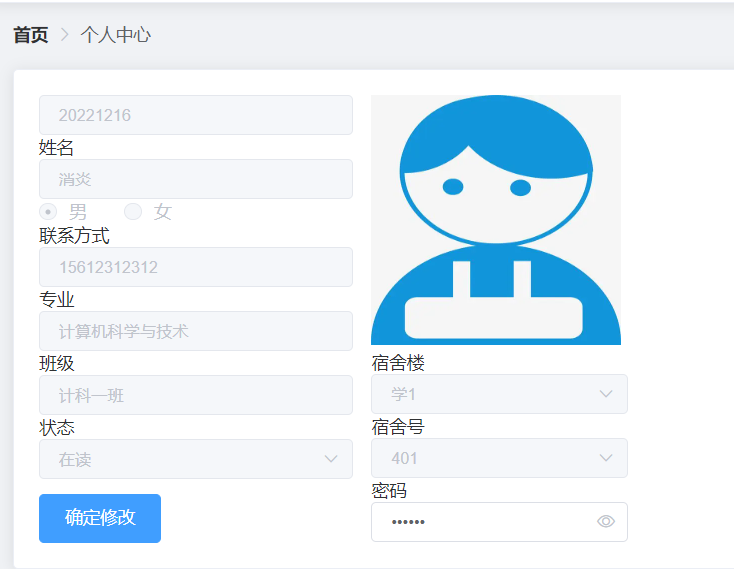 首页 > 个人中心
20221216
姓名
消炎
男 女
联系方式
15612312312
专业
计算机科学与技术
班级
计科一班
状态
在读
确定修改
宿舍楼
学1
宿舍号
401
密码
••••••